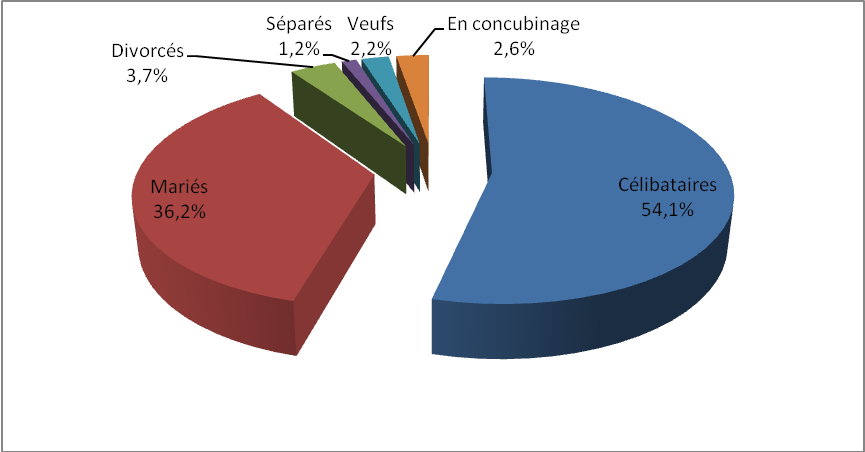 Séparés
1,2%
Veufs
2,2%
En concubinage
2,6%
Divorcés
3,7%
Mariés
36,2%
Célibataires
54,1%